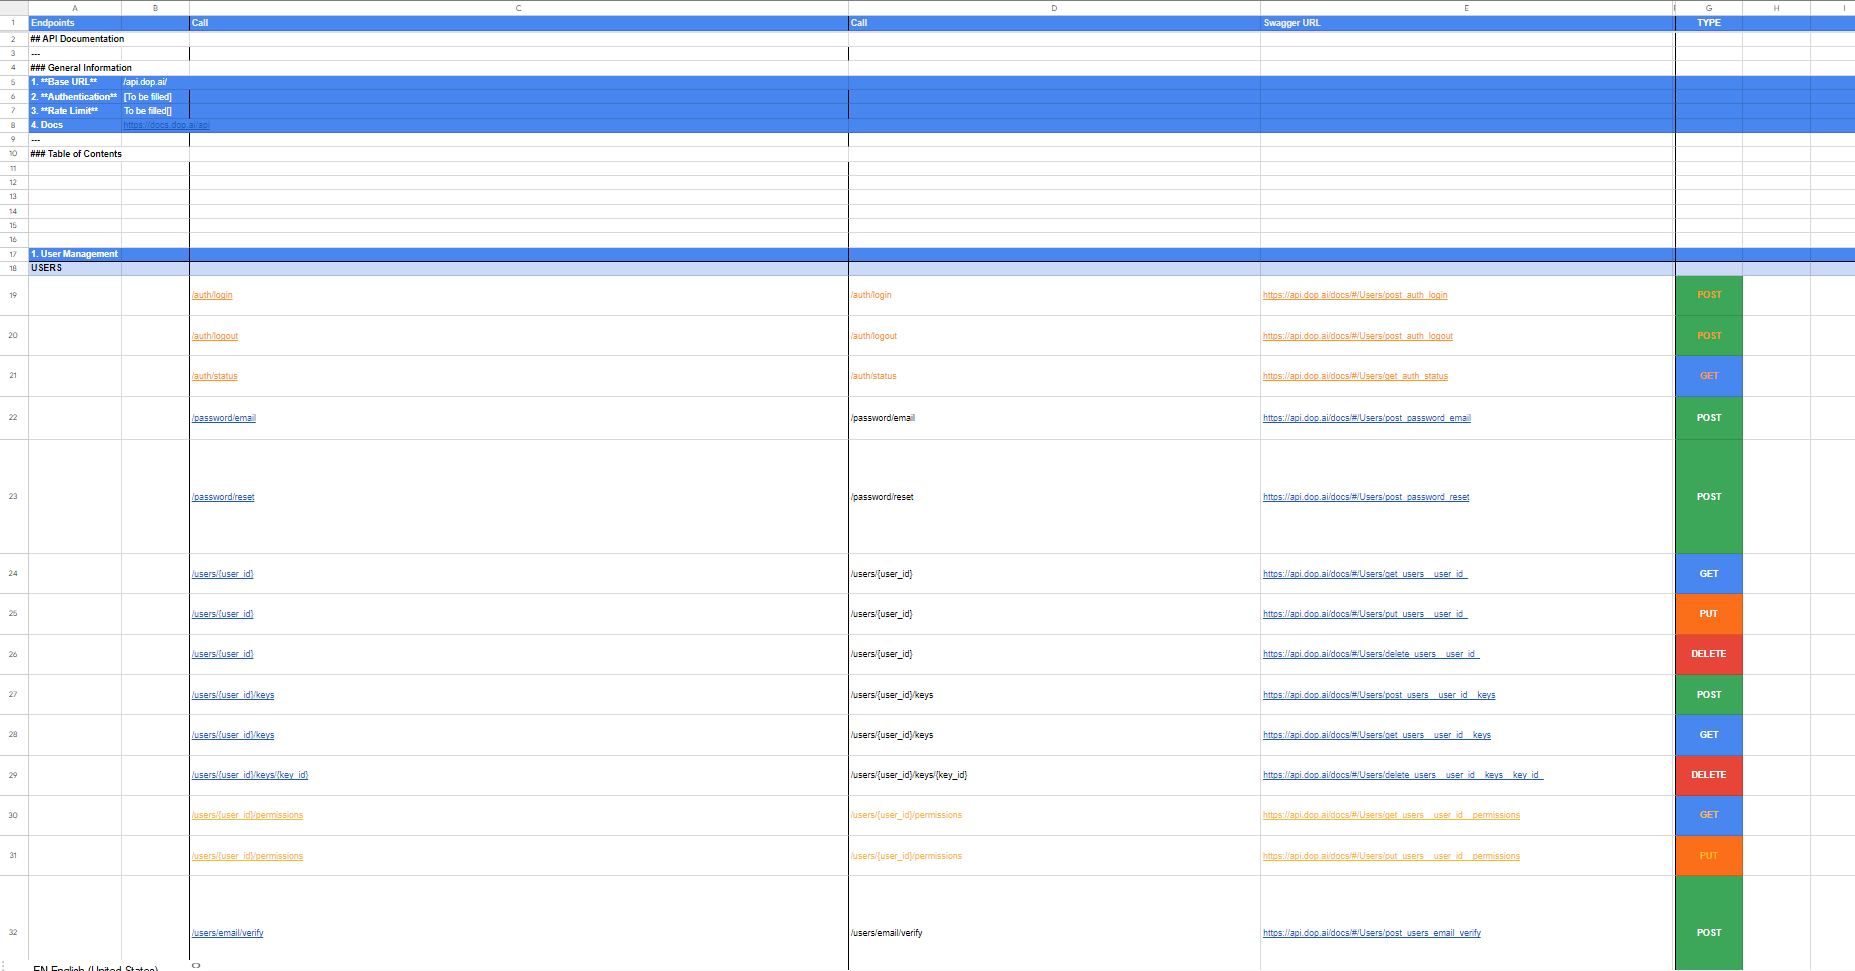 A B C D E G H I
1 Endpoints Call Call Swagger URL TYPE
2 ## API Documentation
3 ---
4 ### General Information
5 1. **Base URL** /api.dop.ai/
6 2. **Authentication** [To be filled]
7 3. **Rate Limit** To be filled[]
8 4. Docs https://docs.dop.ai/api
9 ---
10 ### Table of Contents
11
12
13
14
15
16
17 1. User Management
18 USERS
19 /auth/login /auth/login https://api.dop.ai/docs/#/Users/post_auth_login POST
20 /auth/logout /auth/logout https://api.dop.ai/docs/#/Users/post_auth_logout POST
21 /auth/status /auth/status https://api.dop.ai/docs/#/Users/get_auth_status GET
22 /password/email /password/email https://api.dop.ai/docs/#/Users/post_password_email POST
23 /password/reset /password/reset https://api.dop.ai/docs/#/Users/post_password_reset POST
24 /users/{user_id} /users/{user_id} https://api.dop.ai/docs/#/Users/get_users__user_id_ GET
25 /users/{user_id} /users/{user_id} https://api.dop.ai/docs/#/Users/put_users__user_id_ PUT
26 /users/{user_id} /users/{user_id} https://api.dop.ai/docs/#/Users/delete_users__user_id_ DELETE
27 /users/{user_id}/keys /users/{user_id}/keys https://api.dop.ai/docs/#/Users/post_users__user_id__keys POST
28 /users/{user_id}/keys /users/{user_id}/keys https://api.dop.ai/docs/#/Users/get_users__user_id__keys GET
29 /users/{user_id}/keys/{key_id} /users/{user_id}/keys/{key_id} https://api.dop.ai/docs/#/Users/delete_users__user_id__keys__key_id_ DELETE
30 /users/{user_id}/permissions /users/{user_id}/permissions https://api.dop.ai/docs/#/Users/get_users__user_id__permissions GET
31 /users/{user_id}/permissions /users/{user_id}/permissions https://api.dop.ai/docs/#/Users/put_users__user_id__permissions PUT
32 /users/email/verify /users/email/verify https://api.dop.ai/docs/#/Users/post_users_email_verify POST
EN English (United States)